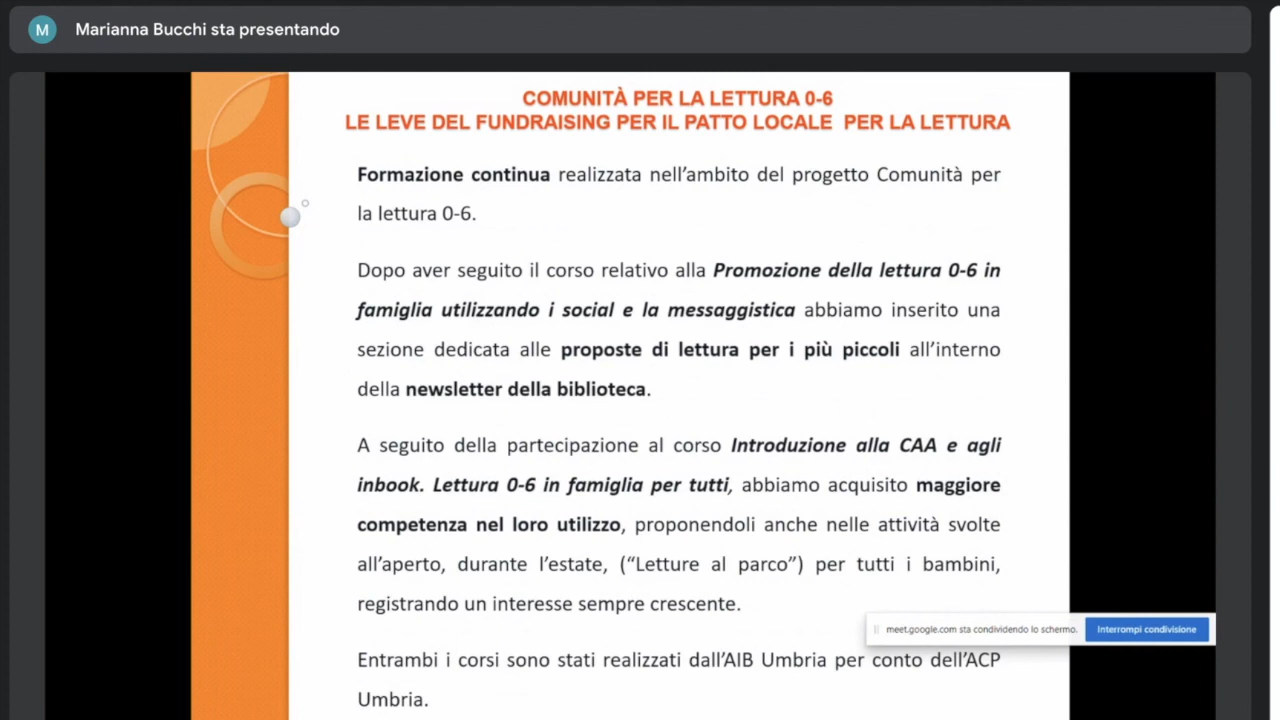 M
Marianna Bucchi sta presentando
COMUNITÀ PER LA LETTURA 0-6
LE LEVE DEL FUNDRAISING PER IL PATTO LOCALE PER LA LETTURA
Formazione continua realizzata nell'ambito del progetto Comunità per
la lettura 0-6.
Dopo aver seguito il corso relativo alla Promozione della lettura 0-6 in
famiglia utilizzando i social e la messaggistica abbiamo inserito una
sezione dedicata alle proposte di lettura per i più piccoli all'interno
della newsletter della biblioteca.
A seguito della partecipazione al corso Introduzione alla CAA e agli
inbook. Lettura 0-6 in famiglia per tutti, abbiamo acquisito maggiore
competenza nel loro utilizzo, proponendoli anche nelle attività svolte
all'aperto, durante l'estate, ("Letture al parco") per tutti i bambini,
registrando un interesse sempre crescente.
meet.google.com sta condividendo lo schermo.
Interrompi condivisione
Entrambi i corsi sono stati realizzati dall'AIB Umbria per conto dell'ACP
Umbria.